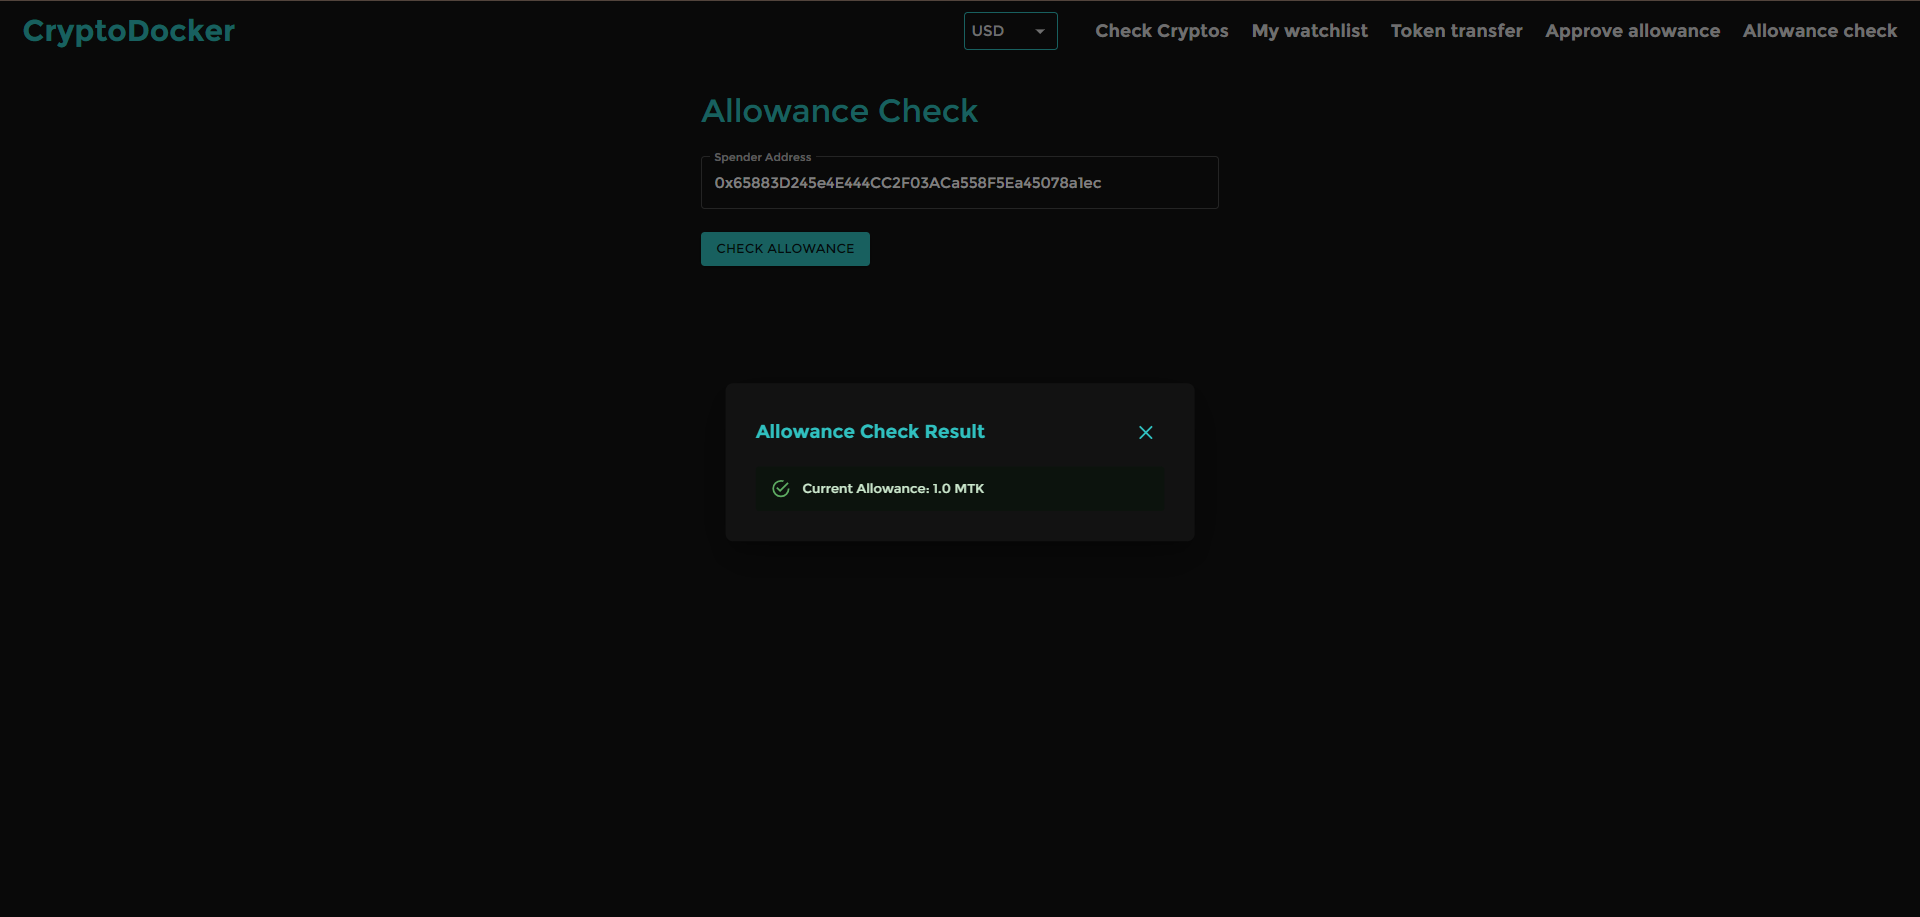 CryptoDocker
USD
Check Cryptos
My watchlist
Token transfer
Approve allowance
Allowance check
Allowance Check
Spender Address
0x65883D245e4E444CC2F03ACa558F5Ea45078a1ec
CHECK ALLOWANCE
Allowance Check Result
Current Allowance: 1.0 MTK